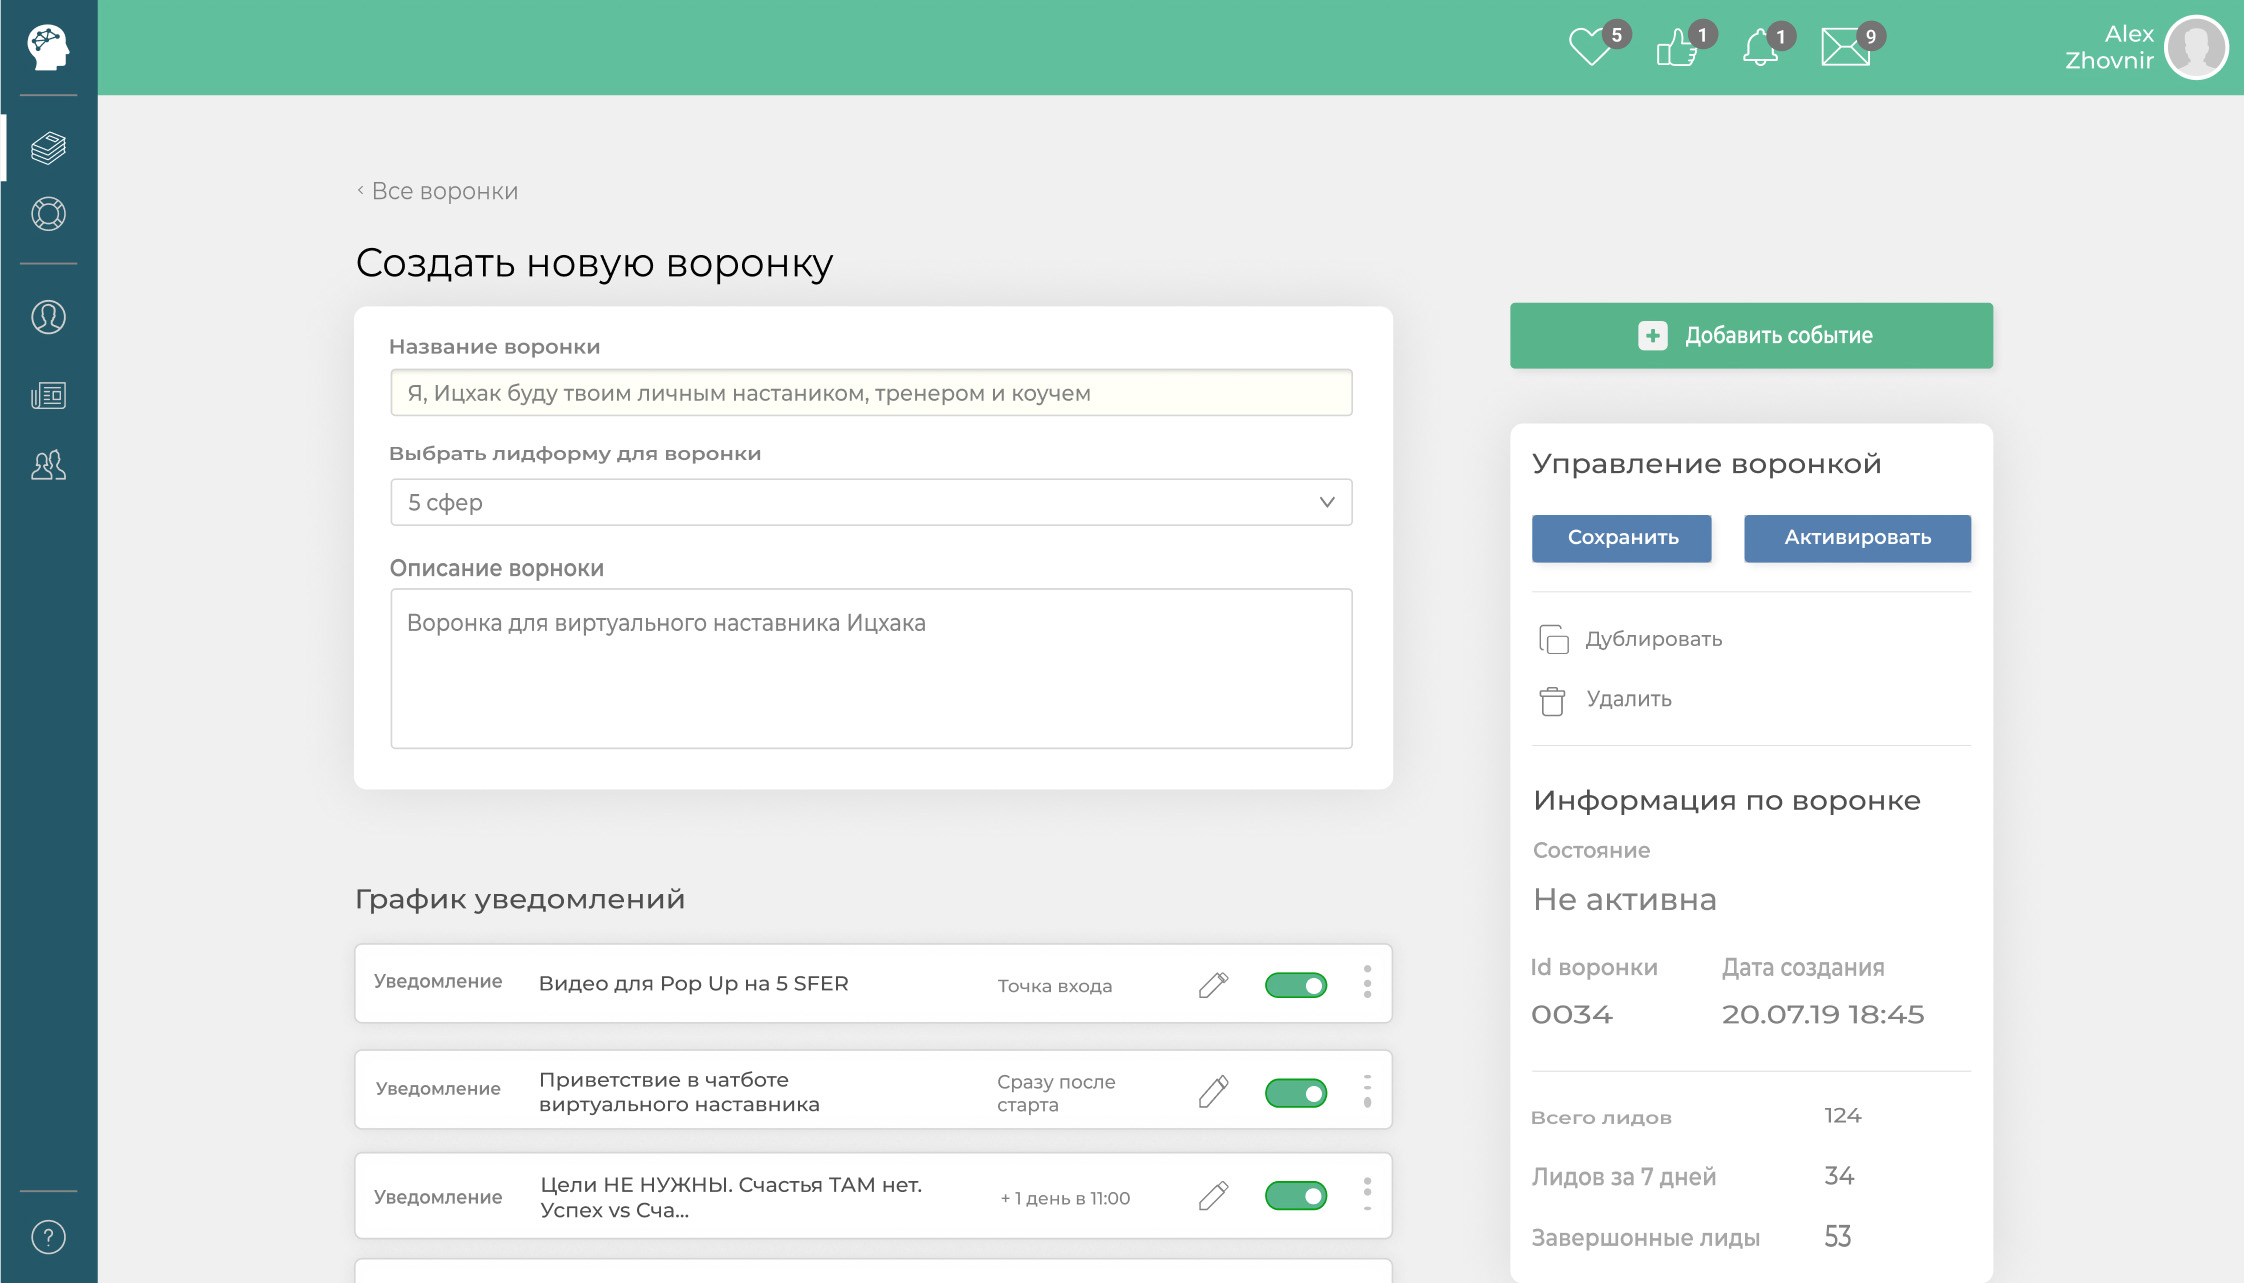 5
1
1
9
Alex
Zhovnir
‹ Все воронки
Создать новую воронку
Название воронки
Я, Ицхак буду твоим личным настаником, тренером и коучем
Выбрать лидформу для воронки
5 сфер
Описание ворноки
Воронка для виртуального наставника Ицхака
График уведомлений
Уведомление Видео для Pop Up на 5 SFER Точка входа
Уведомление
Приветствие в чатботе
виртуального наставника
Сразу после
старта
Уведомление
Цели НЕ НУЖНЫ. Счастья ТАМ нет.
Успех vs Сча...
+ 1 день в 11:00
Добавить событие
Управление воронкой
Сохранить Активировать
Дублировать
Удалить
Информация по воронке
Состояние
Не активна
Id воронки Дата создания
0034 20.07.19 18:45
Всего лидов 124
Лидов за 7 дней 34
Завершонные лиды 53
?